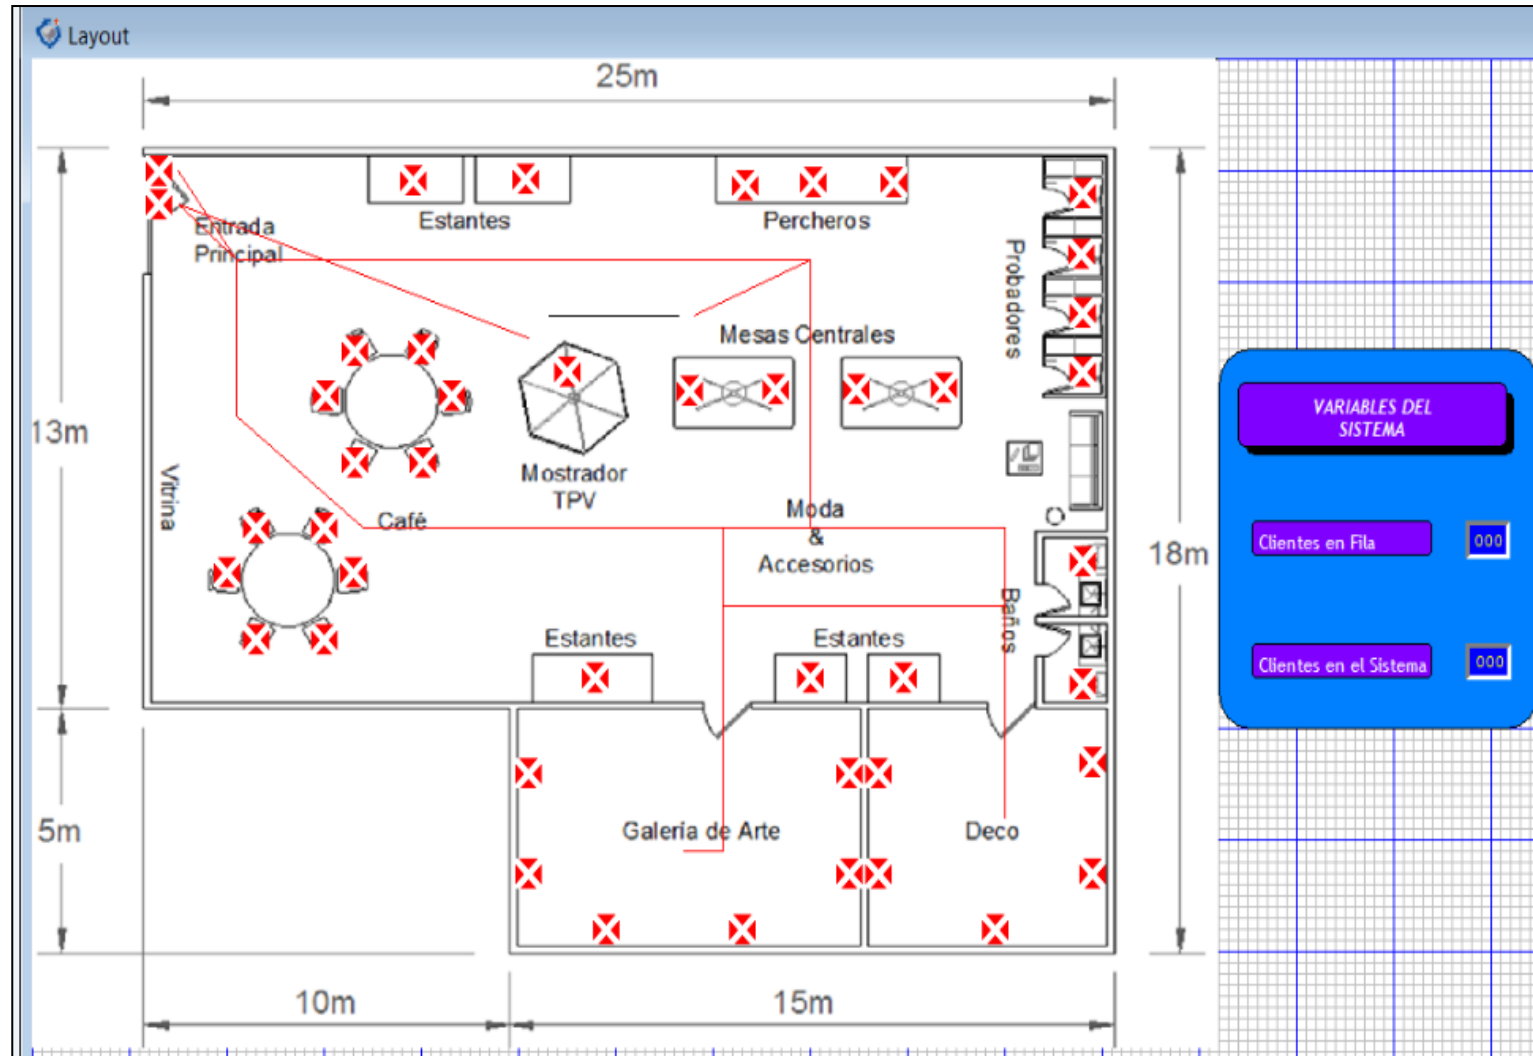 Layout
25m
Entrada
Principal
Estantes
Percheros
Probadores
Mesas Centrales
13m
Vitrina
Mostrador
TPV
Café
Moda
&
Accesorios
18m
Baños
Estantes
Estantes
5m
Galería de Arte
Deco
10m
15m
VARIABLES DEL
SISTEMA
Clientes en Fila
000
Clientes en el Sistema
000